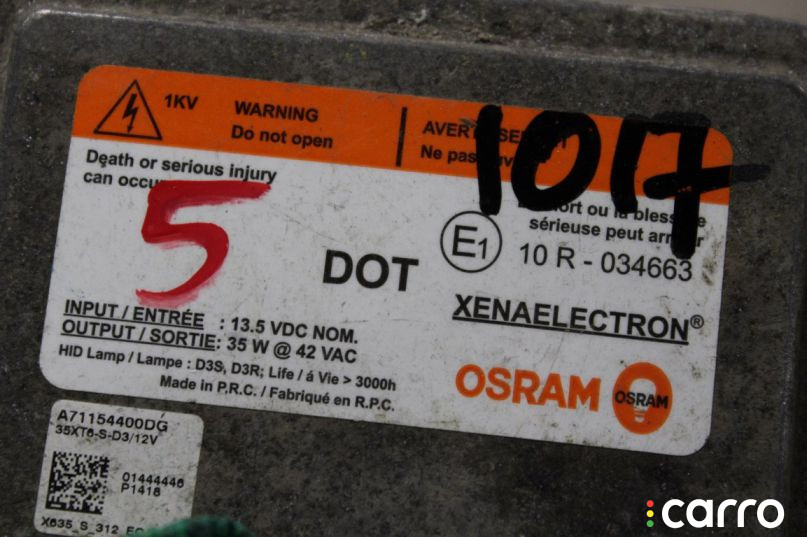 1KV
WARNING
Do not open
AVERTISSEMENT
Ne pas
1017
Death or serious injury
can occur
5
ort ou la blessure
sérieuse peut arriver
E1
10 R - 034663
DOT
XENAELECTRON®
INPUT / ENTRÉE : 13.5 VDC NOM.
OUTPUT / SORTIE: 35 W @ 42 VAC
HID Lamp / Lampe : D3S, D3R; Life / á Vie > 3000h
Made in P.R.C. / Fabriqué en R.P.C.
OSRAM
OSRAM
A71154400DG
35XT6-S-D3/12V
01444446
P1418
X635_S_312_EC
carro